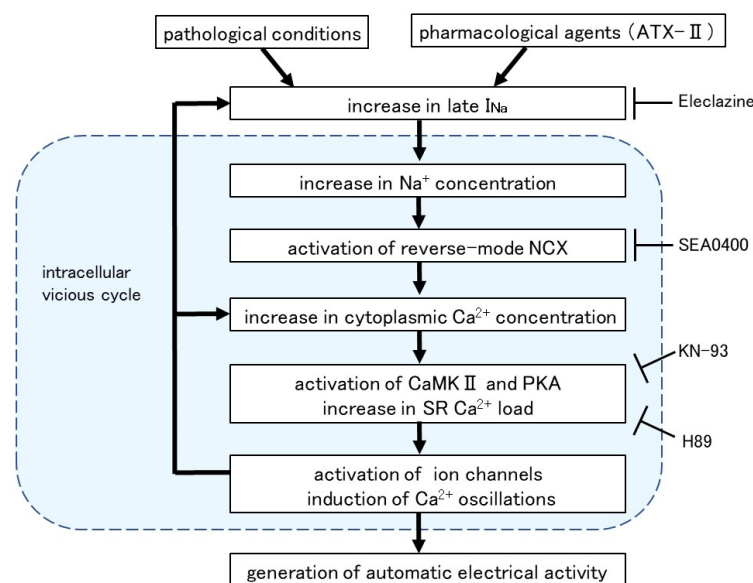 pathological conditions
pharmacological agents (ATX-Ⅱ)
increase in late INa
Eleclazine
increase in Na⁺ concentration
activation of reverse-mode NCX
SEA0400
intracellular
vicious cycle
increase in cytoplasmic Ca²⁺ concentration
KN-93
activation of CaMKⅡ and PKA
increase in SR Ca²⁺ load
H89
activation of ion channels
induction of Ca²⁺ oscillations
generation of automatic electrical activity